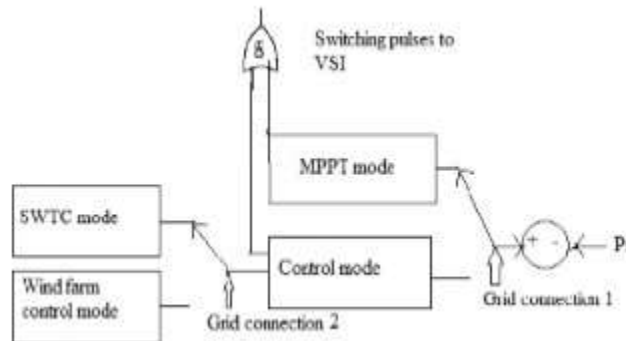 &
Switching pulses to
VSI
MPPT mode
SWTC mode
+ -
P
Control mode
Wind farm
control mode
Grid connection 1
Grid connection 2